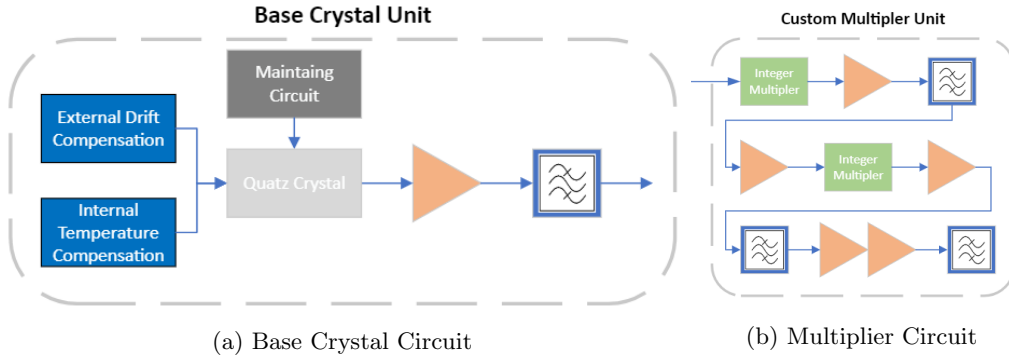 Base Crystal Unit
Maintaing
Circuit
External Drift
Compensation
Quatz Crystal
Internal
Temperature
Compensation
(a) Base Crystal Circuit
Custom Multipler Unit
Integer
Multipler
Integer
Multipler
(b) Multiplier Circuit